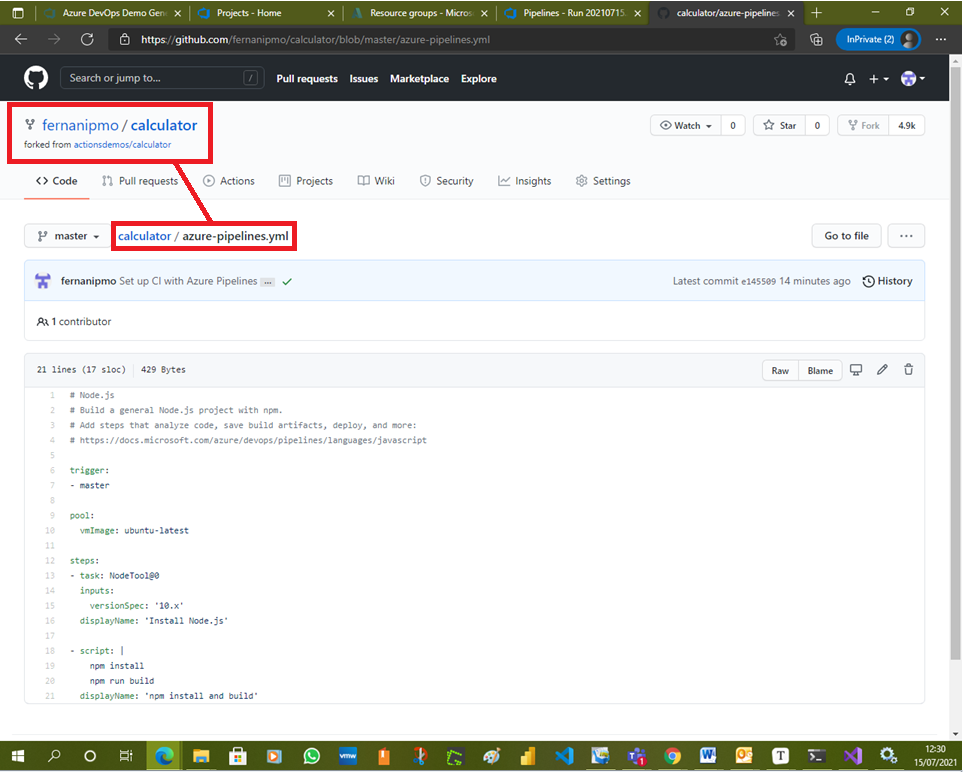 Azure DevOps Demo Gen
Projects - Home
Resource groups - Micros
Pipelines - Run 20210715.
calculator/azure-pipelines
https://github.com/fernanipmo/calculator/blob/master/azure-pipelines.yml
InPrivate (2)
Search or jump to...
/
Pull requests
Issues
Marketplace
Explore
fernanipmo / calculator
forked from actionsdemos/calculator
Watch
0
Star
0
Fork
4.9k
Code
Pull requests
Actions
Projects
Wiki
Security
Insights
Settings
master
calculator / azure-pipelines.yml
Go to file
...
fernanipmo Set up CI with Azure Pipelines ...
Latest commit e145509 14 minutes ago
History
1 contributor
21 lines (17 sloc)
429 Bytes
Raw
Blame
1 # Node.js
2 # Build a general Node.js project with npm.
3 # Add steps that analyze code, save build artifacts, deploy, and more:
4 # https://docs.microsoft.com/azure/devops/pipelines/languages/javascript
5
6 trigger:
7 - master
8
9 pool:
10   vmImage: ubuntu-latest
11
12 steps:
13 - task: NodeTool@0
14   inputs:
15     versionSpec: '10.x'
16   displayName: 'Install Node.js'
17
18 - script: |
19     npm install
20     npm run build
21   displayName: 'npm install and build'
vmw
1
W
T
12:30
15/07/2021